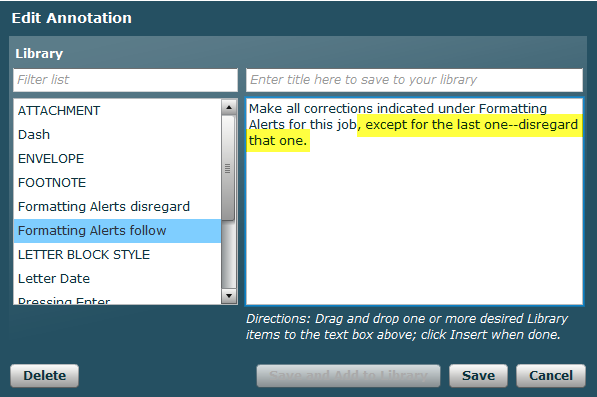 Edit Annotation
Library
Filter list
Enter title here to save to your library
ATTACHMENT
Dash
ENVELOPE
FOOTNOTE
Formatting Alerts disregard
Formatting Alerts follow
LETTER BLOCK STYLE
Letter Date
Pressing Enter
Make all corrections indicated under Formatting
Alerts for this job, except for the last one--disregard
that one.
Directions: Drag and drop one or more desired Library
items to the text box above; click Insert when done.
Delete
Save and Add to Library
Save
Cancel